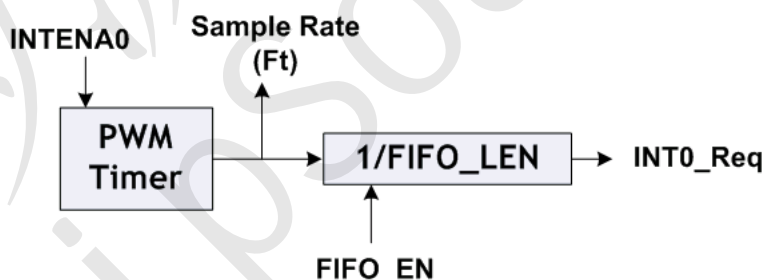 INTENA0
Sample Rate
(Ft)
PWM
Timer
1/FIFO_LEN
INT0_Req
FIFO_EN